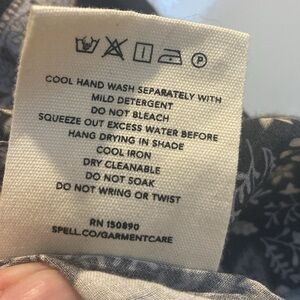 COOL HAND WASH SEPARATELY WITH
MILD DETERGENT
DO NOT BLEACH
SQUEEZE OUT EXCESS WATER BEFORE
HANG DRYING IN SHADE
COOL IRON
DRY CLEANABLE
DO NOT SOAK
DO NOT WRING OR TWIST
RN 150890
SPELL.CO/GARMENTCARE